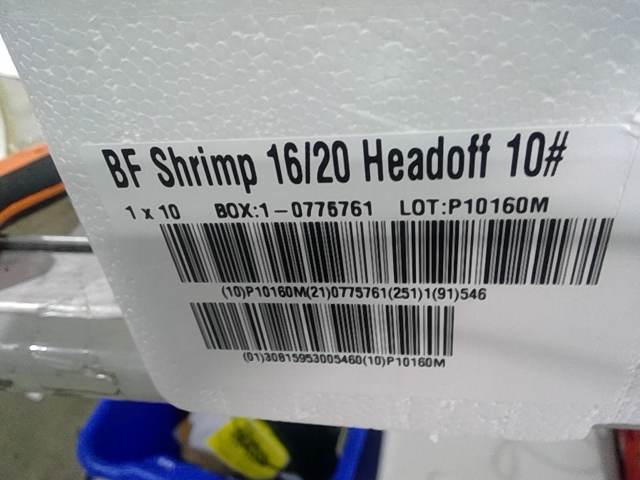 BF Shrimp 16/20 Headoff 10#
1 x 10 BOX:1-0775761 LOT:P10160M
(10)P10160M(21)0775761(251)1(91)546
(01)30815953005460(10)P10160M